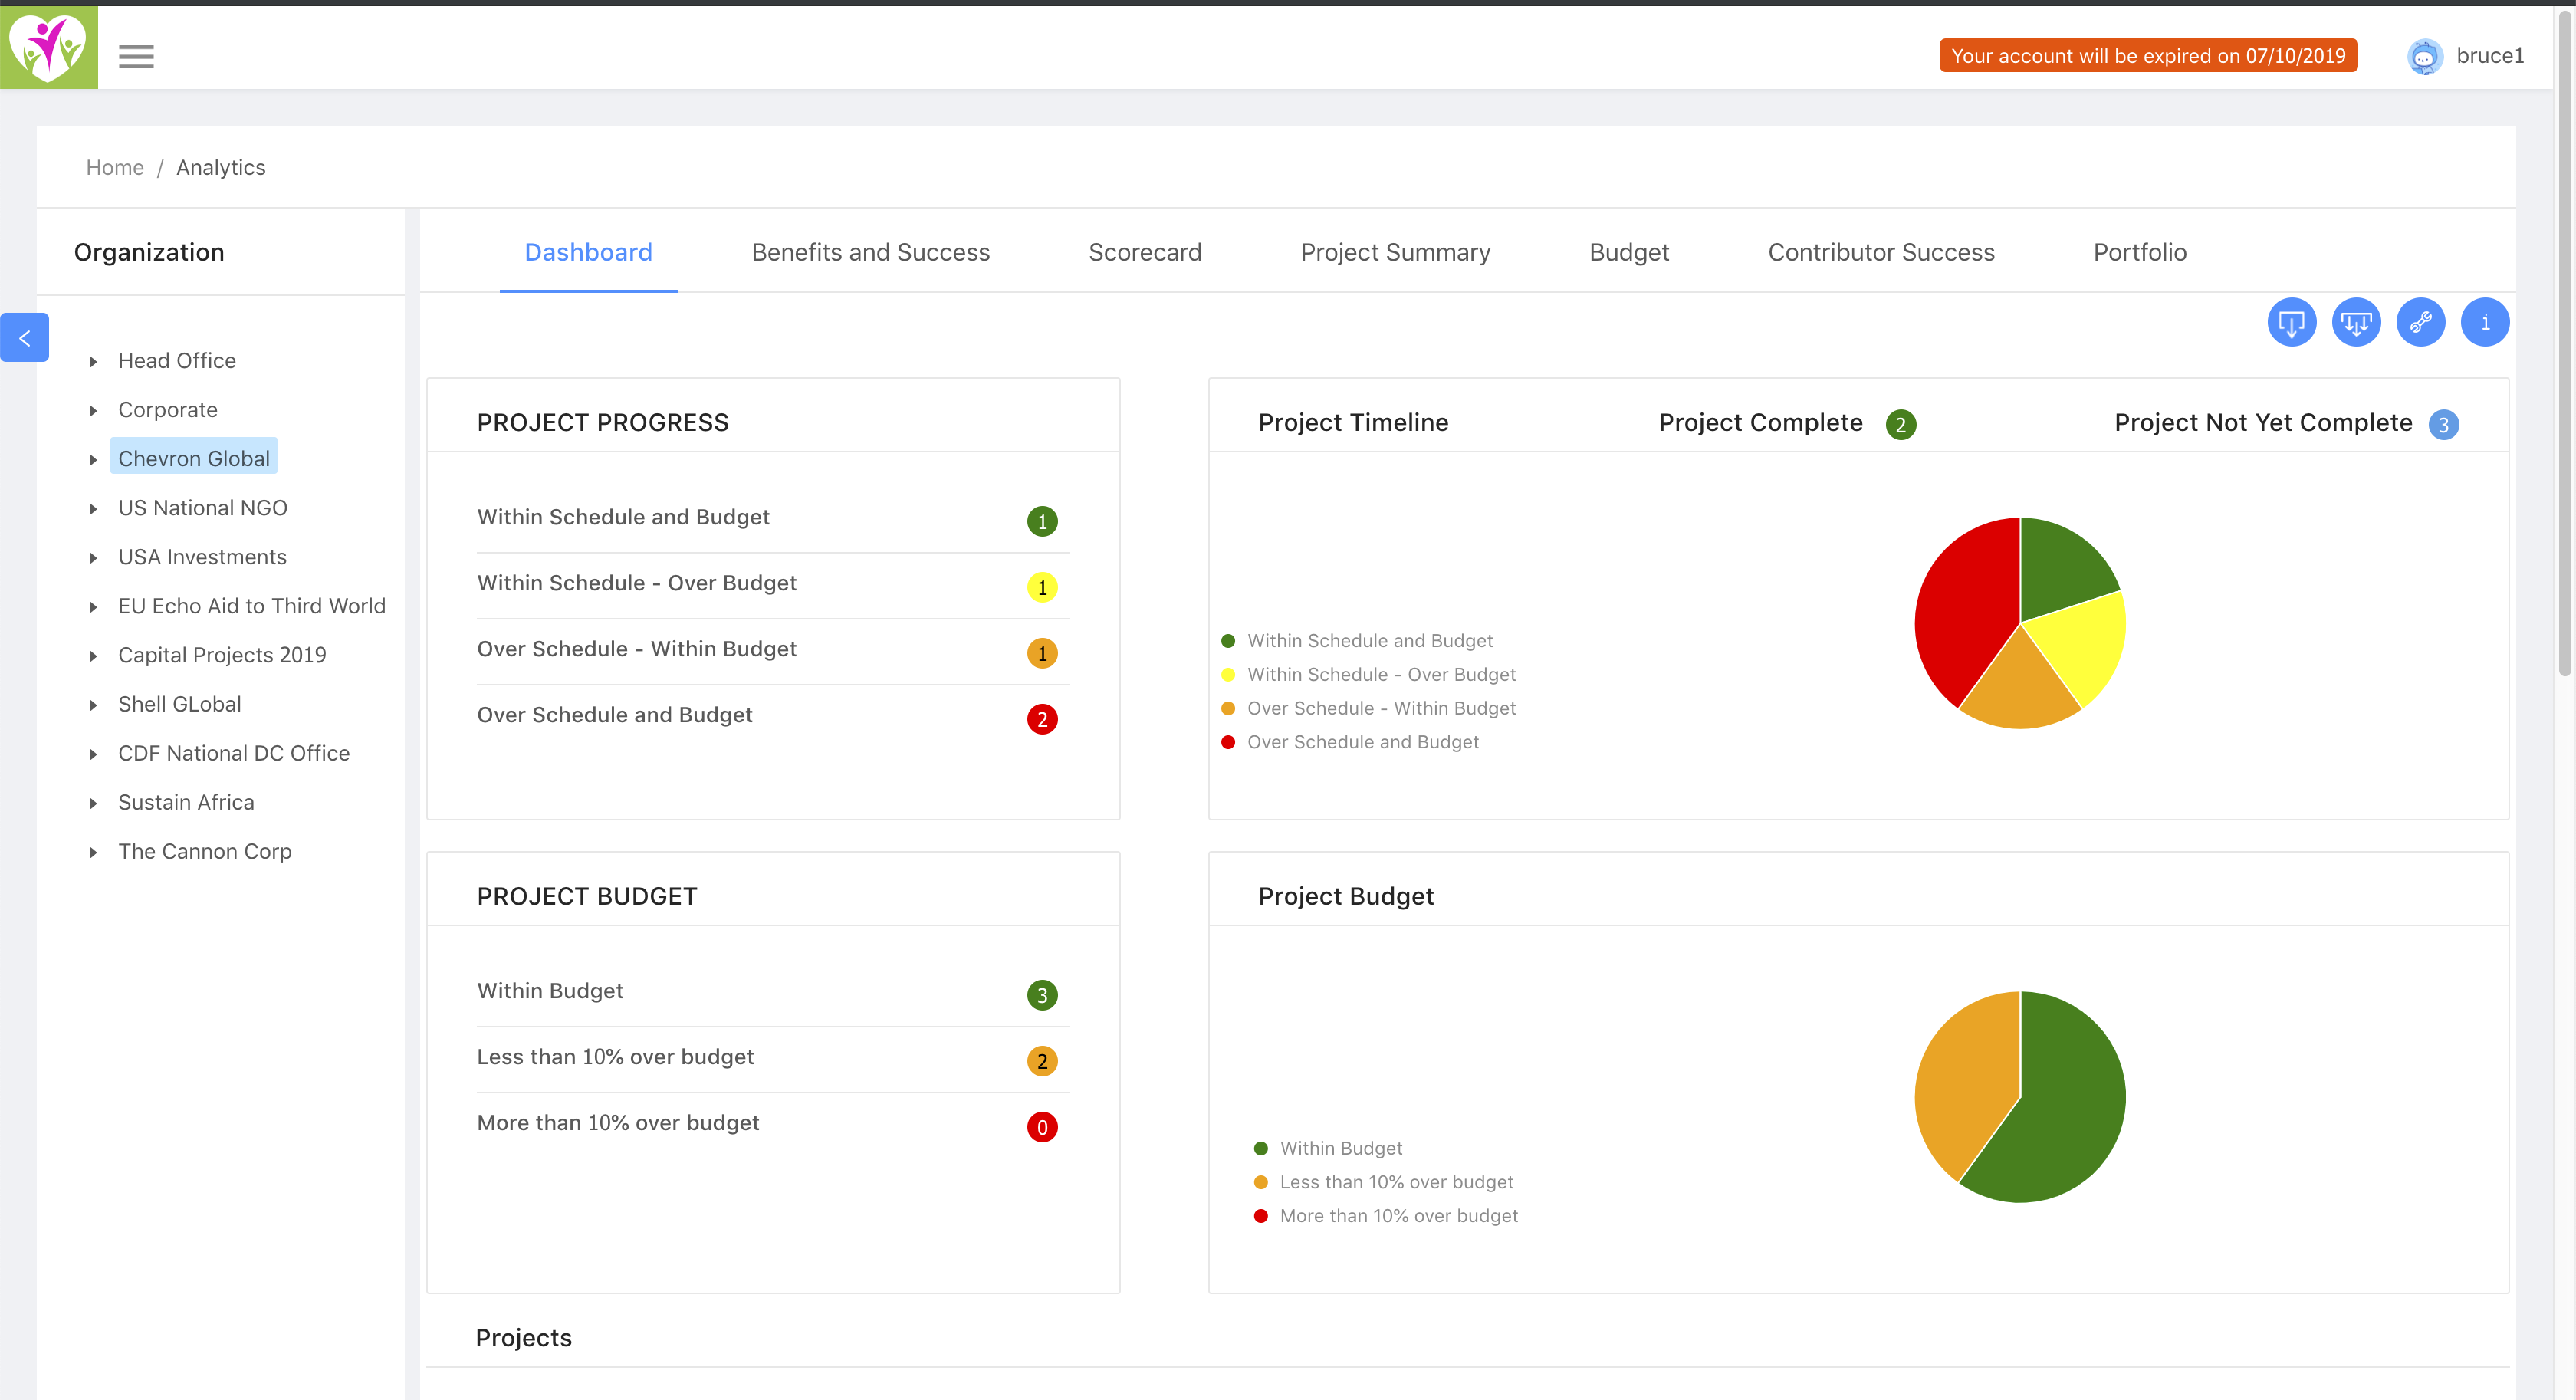 Your account will be expired on 07/10/2019
bruce1
Home / Analytics
Organization
Head Office
Corporate
Chevron Global
US National NGO
USA Investments
EU Echo Aid to Third World
Capital Projects 2019
Shell GLobal
CDF National DC Office
Sustain Africa
The Cannon Corp
Dashboard Benefits and Success Scorecard Project Summary Budget Contributor Success Portfolio
i
PROJECT PROGRESS
Within Schedule and Budget 1
Within Schedule - Over Budget 1
Over Schedule - Within Budget 1
Over Schedule and Budget 2
Project Timeline Project Complete 2 Project Not Yet Complete 3
Within Schedule and Budget
Within Schedule - Over Budget
Over Schedule - Within Budget
Over Schedule and Budget
PROJECT BUDGET
Within Budget 3
Less than 10% over budget 2
More than 10% over budget 0
Project Budget
Within Budget
Less than 10% over budget
More than 10% over budget
Projects